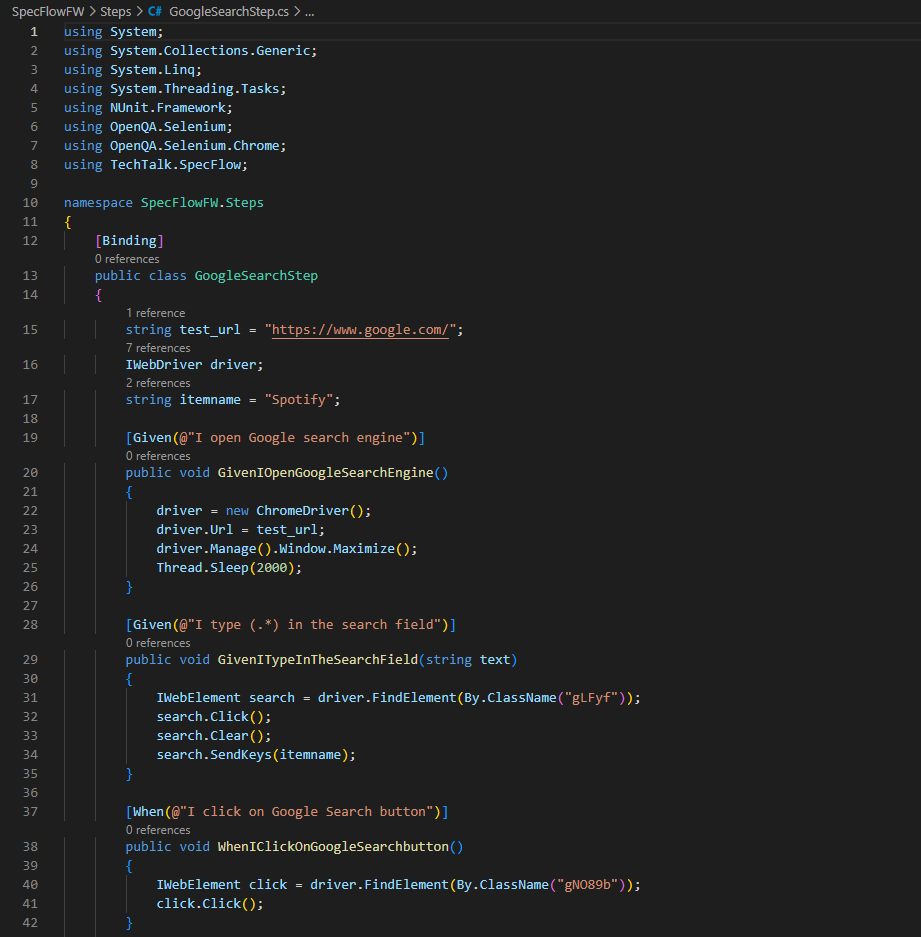 SpecFlowFW > Steps > C# GoogleSearchStep.cs > ...
1 using System;
2 using System.Collections.Generic;
3 using System.Linq;
4 using System.Threading.Tasks;
5 using NUnit.Framework;
6 using OpenQA.Selenium;
7 using OpenQA.Selenium.Chrome;
8 using TechTalk.SpecFlow;
9
10 namespace SpecFlowFW.Steps
11 {
12 [Binding]
0 references
13 public class GoogleSearchStep
14 {
1 reference
15 string test_url = "https://www.google.com/";
7 references
16 IWebDriver driver;
2 references
17 string itemname = "Spotify";
18
19 [Given(@"I open Google search engine")]
0 references
20 public void GivenIOpenGoogleSearchEngine()
21 {
22 driver = new ChromeDriver();
23 driver.Url = test_url;
24 driver.Manage().Window.Maximize();
25 Thread.Sleep(2000);
26 }
27
28 [Given(@"I type (.*) in the search field")]
0 references
29 public void GivenITypeInTheSearchField(string text)
30 {
31 IWebElement search = driver.FindElement(By.ClassName("gLFyf"));
32 search.Click();
33 search.Clear();
34 search.SendKeys(itemname);
35 }
36
37 [When(@"I click on Google Search button")]
0 references
38 public void WhenIClickOnGoogleSearchbutton()
39 {
40 IWebElement click = driver.FindElement(By.ClassName("gNO89b"));
41 click.Click();
42 }